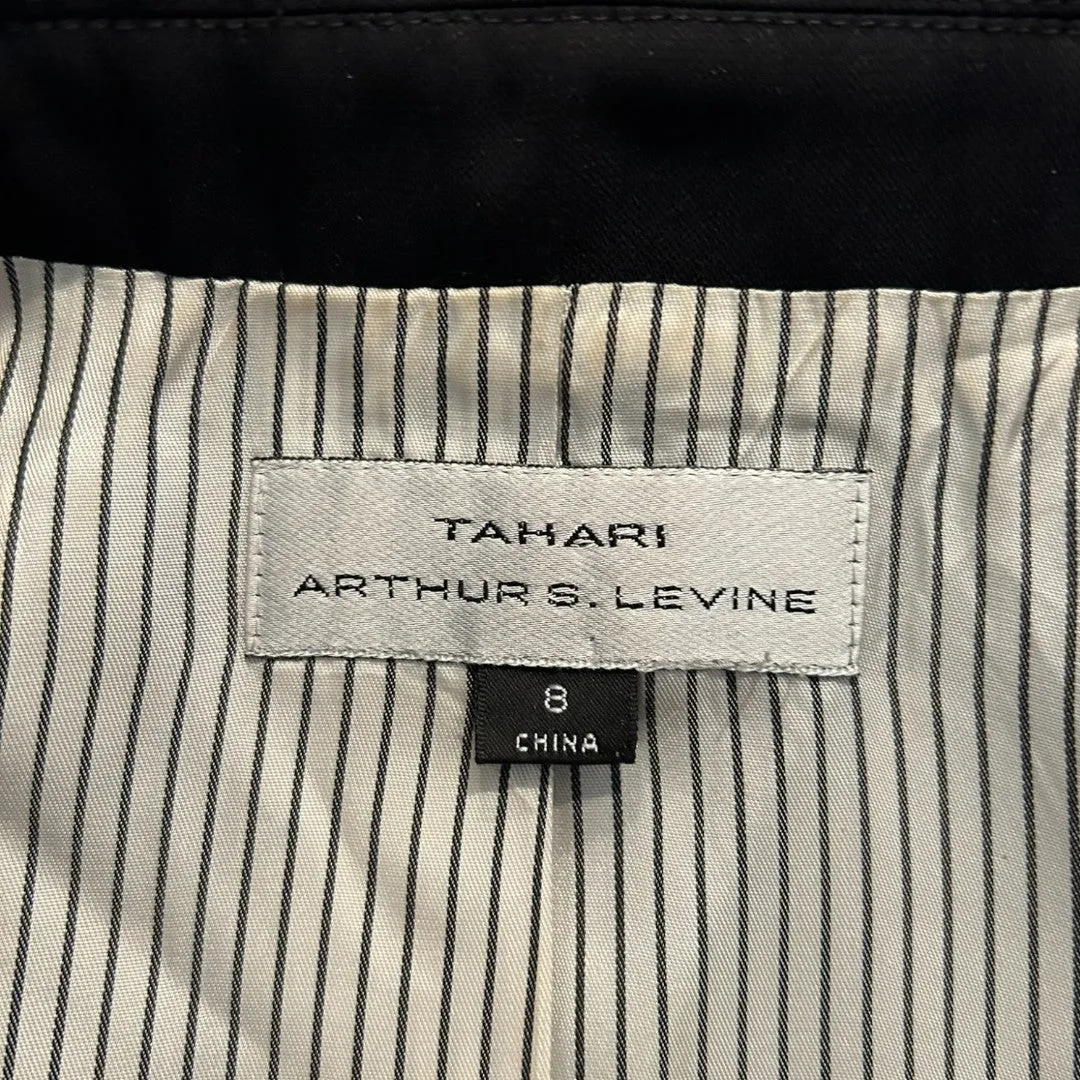 TAHARI
ARTHUR S. LEVINE
8
CHINA